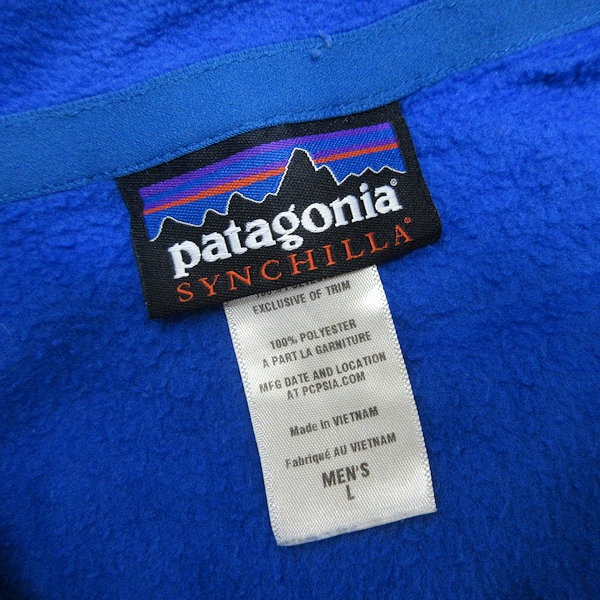 patagonia®
SYNCHILLA®
EXCLUSIVE OF TRIM
100% POLYESTER
A PART LA GARNITURE
MFG DATE AND LOCATION
AT PCPSIA.COM
Made in VIETNAM
Fabriqué AU VIETNAM
MEN'S
L